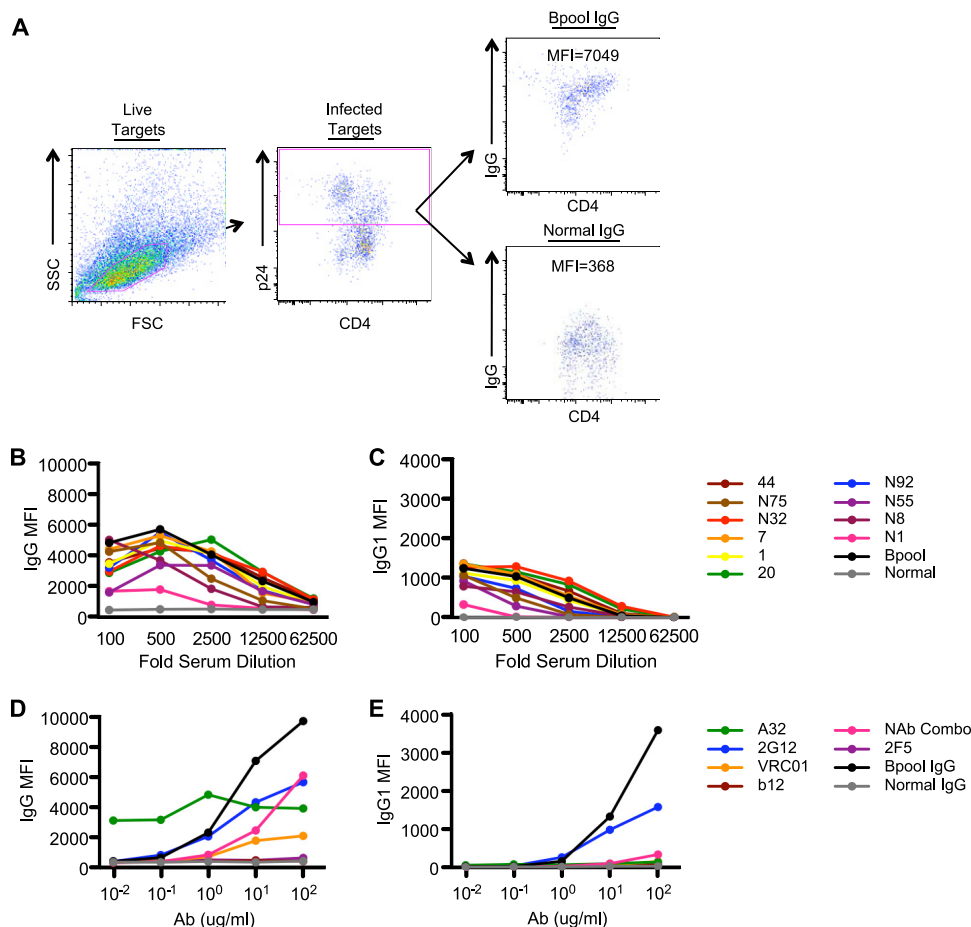 A
Bpool IgG
MFI=7049
IgG
CD4
Live
Targets
SSC
FSC
Infected
Targets
p24
CD4
Normal IgG
MFI=368
IgG
CD4
B
IgG MFI
10000
8000
6000
4000
2000
0
100 500 2500 12500 62500
Fold Serum Dilution
C
IgG1 MFI
4000
3000
2000
1000
0
100 500 2500 12500 62500
Fold Serum Dilution
44
N75
N32
7
1
20
N92
N55
N8
N1
Bpool
Normal
D
IgG MFI
10000
8000
6000
4000
2000
0
10⁻² 10⁻¹ 10⁰ 10¹ 10²
Ab (ug/ml)
E
IgG1 MFI
4000
3000
2000
1000
0
10⁻² 10⁻¹ 10⁰ 10¹ 10²
Ab (ug/ml)
A32
2G12
VRC01
b12
NAb Combo
2F5
Bpool IgG
Normal IgG